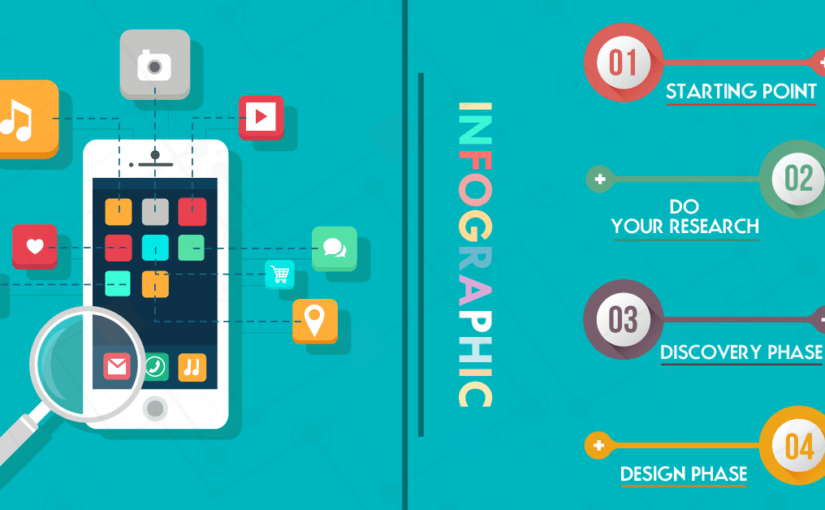 INFOGRAPHIC
01
STARTING POINT
02
DO
YOUR RESEARCH
03
DISCOVERY PHASE
04
DESIGN PHASE